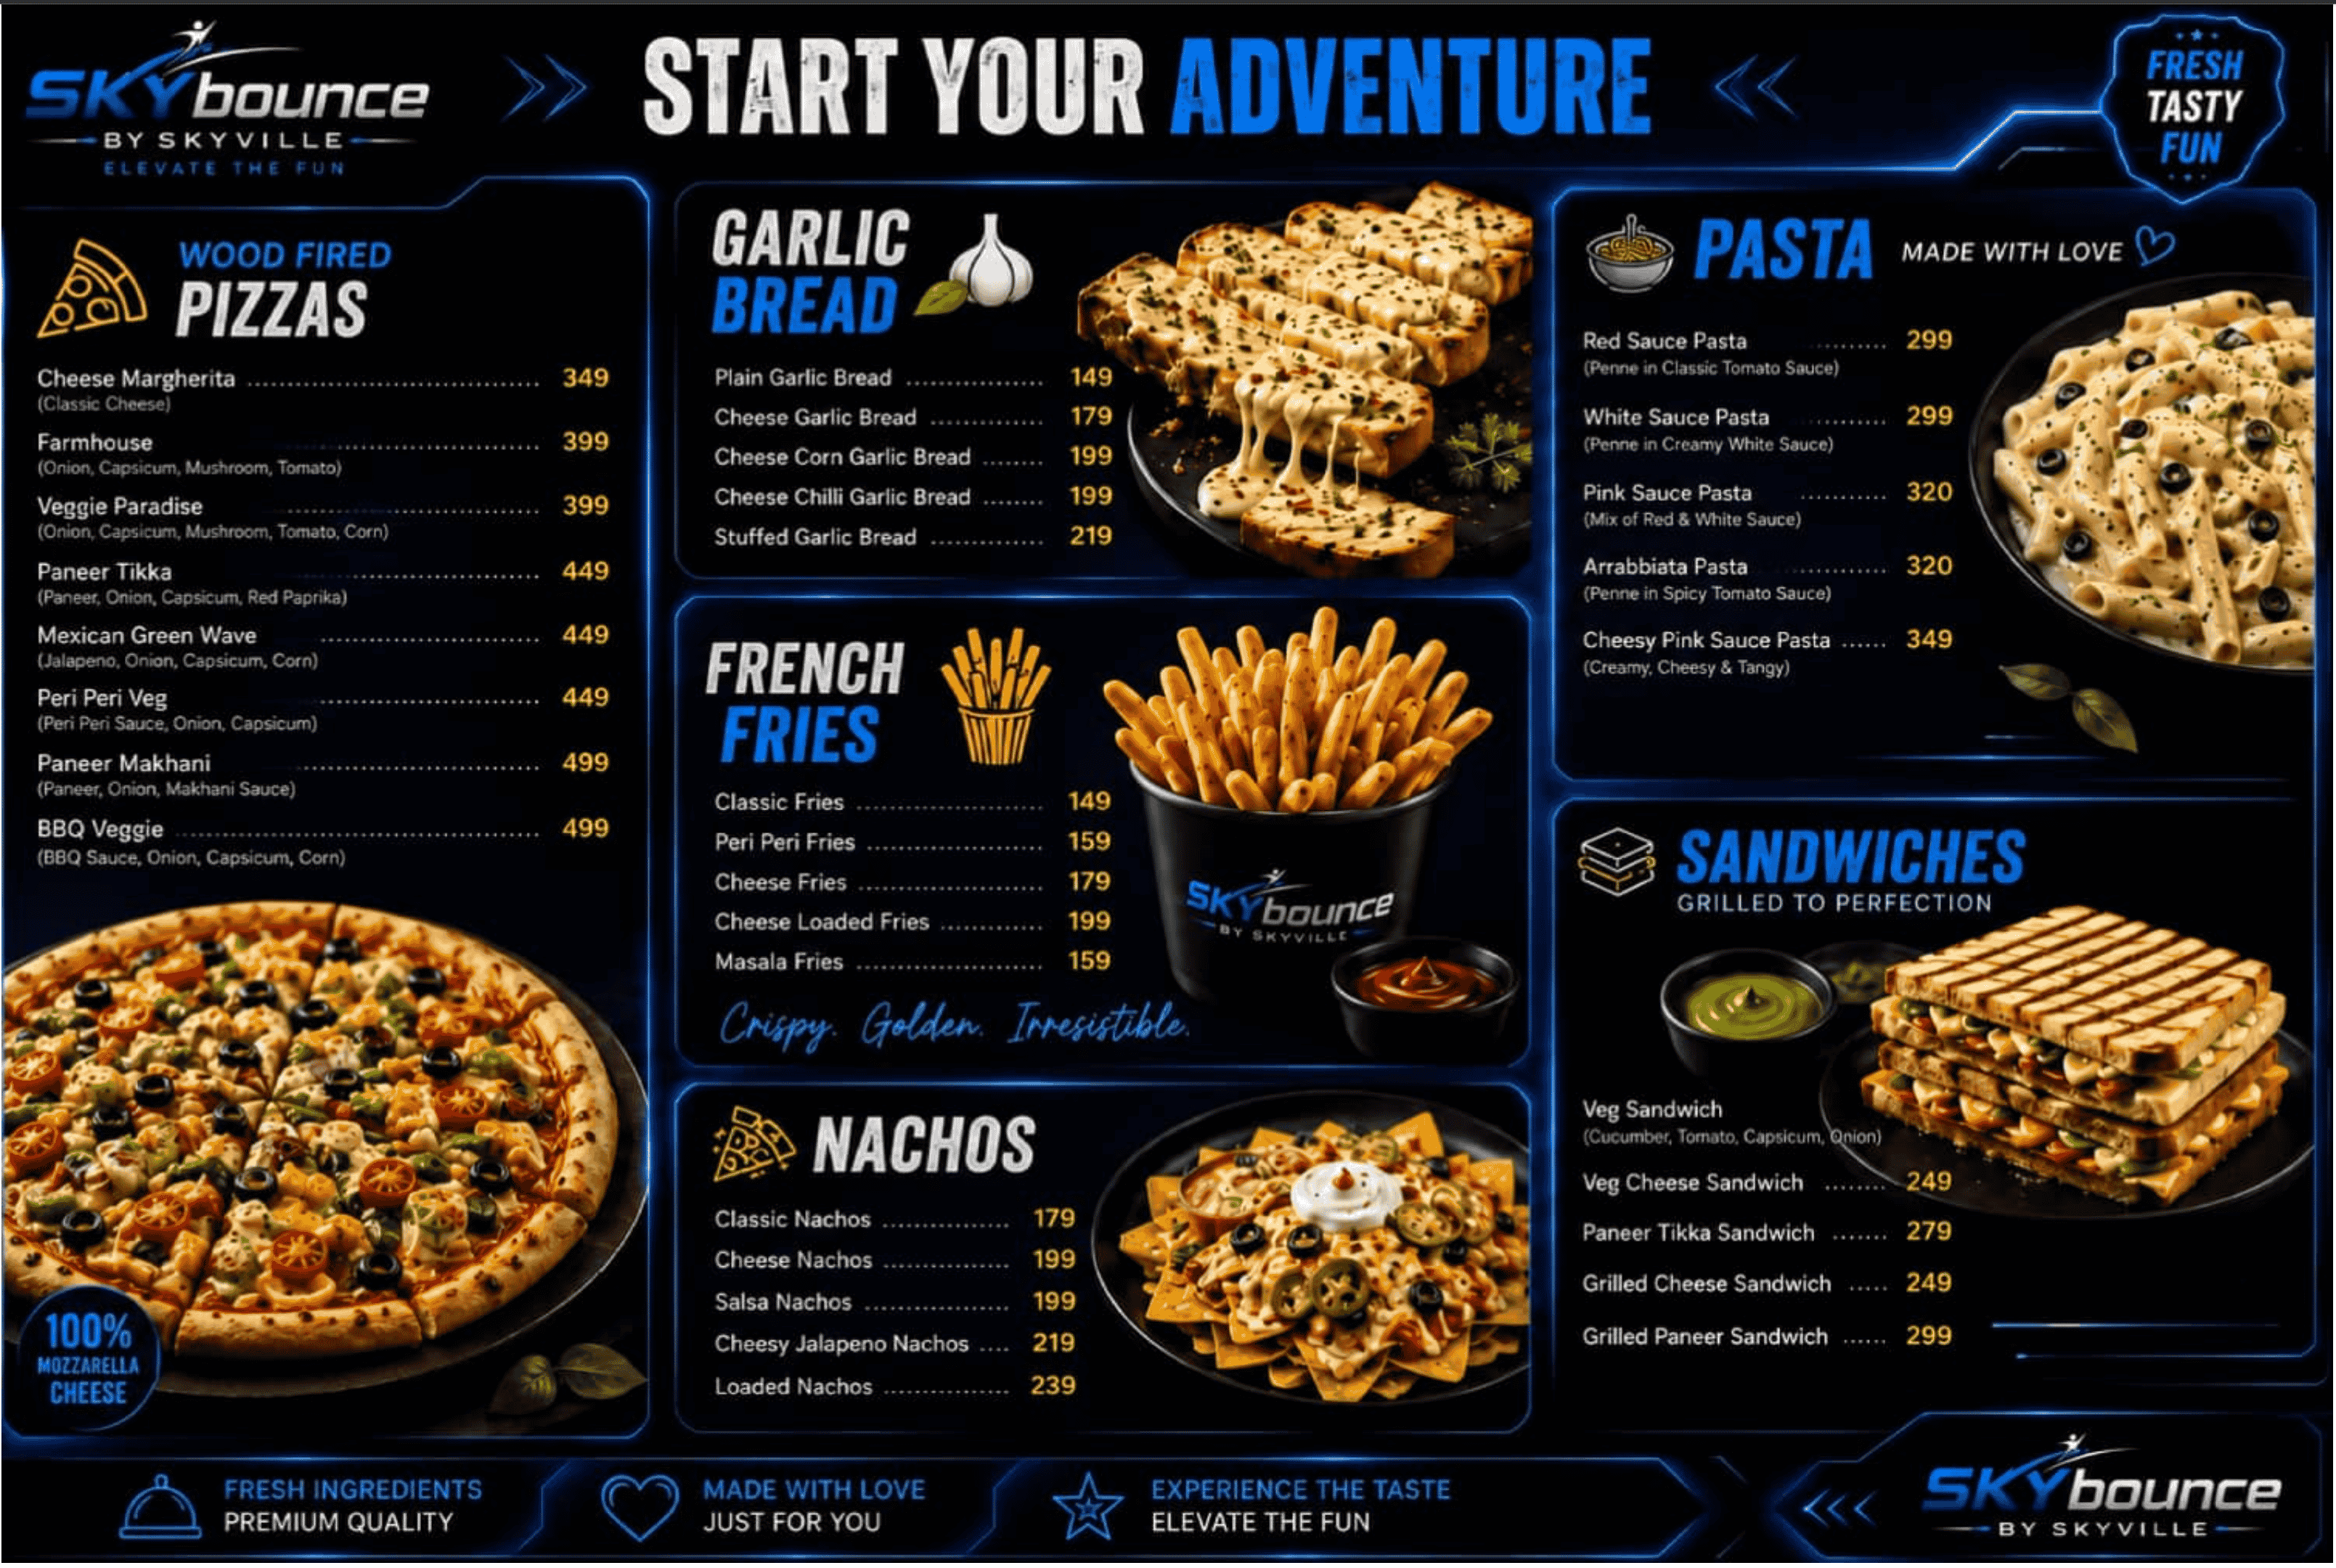 SKYbounce
BY SKYVILLE
ELEVATE THE FUN
START YOUR ADVENTURE
FRESH
TASTY
FUN
WOOD FIRED
PIZZAS
Cheese Margherita ........ 349
(Classic Cheese)
Farmhouse ........ 399
(Onion, Capsicum, Mushroom, Tomato)
Veggie Paradise ........ 399
(Onion, Capsicum, Mushroom, Tomato, Corn)
Paneer Tikka ........ 449
(Paneer, Onion, Capsicum, Red Paprika)
Mexican Green Wave ........ 449
(Jalapeno, Onion, Capsicum, Corn)
Peri Peri Veg ........ 449
(Peri Peri Sauce, Onion, Capsicum)
Paneer Makhani ........ 499
(Paneer, Onion, Makhani Sauce)
BBQ Veggie ........ 499
(BBQ Sauce, Onion, Capsicum, Corn)
100%
MOZZARELLA
CHEESE
GARLIC
BREAD
Plain Garlic Bread ........ 149
Cheese Garlic Bread ........ 179
Cheese Corn Garlic Bread ........ 199
Cheese Chilli Garlic Bread ........ 199
Stuffed Garlic Bread ........ 219
FRENCH
FRIES
Classic Fries ........ 149
Peri Peri Fries ........ 159
Cheese Fries ........ 179
Cheese Loaded Fries ........ 199
Masala Fries ........ 159
Crispy. Golden. Irresistible.
SKYbounce
BY SKYVILLE
NACHOS
Classic Nachos ........ 179
Cheese Nachos ........ 199
Salsa Nachos ........ 199
Cheesy Jalapeno Nachos .... 219
Loaded Nachos ........ 239
PASTA MADE WITH LOVE
Red Sauce Pasta ........ 299
(Penne in Classic Tomato Sauce)
White Sauce Pasta ........ 299
(Penne in Creamy White Sauce)
Pink Sauce Pasta ........ 320
(Mix of Red & White Sauce)
Arrabbiata Pasta ........ 320
(Penne in Spicy Tomato Sauce)
Cheesy Pink Sauce Pasta ...... 349
(Creamy, Cheesy & Tangy)
SANDWICHES
GRILLED TO PERFECTION
Veg Sandwich
(Cucumber, Tomato, Capsicum, Onion)
Veg Cheese Sandwich ........ 249
Paneer Tikka Sandwich ....... 279
Grilled Cheese Sandwich ..... 249
Grilled Paneer Sandwich ...... 299
FRESH INGREDIENTS
PREMIUM QUALITY
MADE WITH LOVE
JUST FOR YOU
EXPERIENCE THE TASTE
ELEVATE THE FUN
SKYbounce
BY SKYVILLE